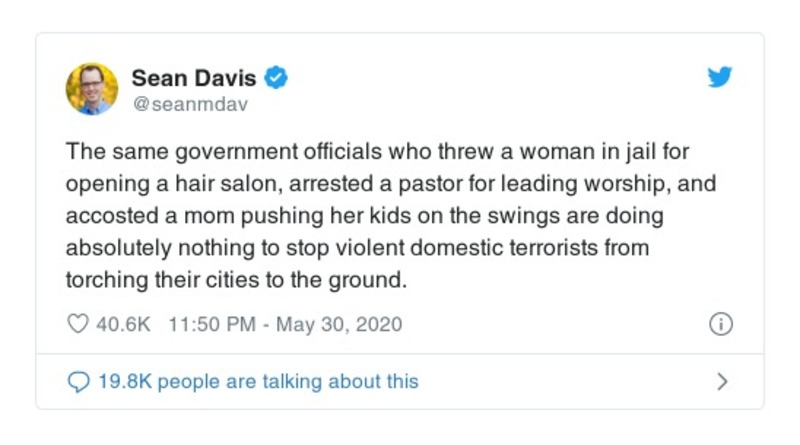 Sean Davis
@seanmdav
The same government officials who threw a woman in jail for
opening a hair salon, arrested a pastor for leading worship, and
accosted a mom pushing her kids on the swings are doing
absolutely nothing to stop violent domestic terrorists from
torching their cities to the ground.
40.6K 11:50 PM - May 30, 2020
19.8K people are talking about this